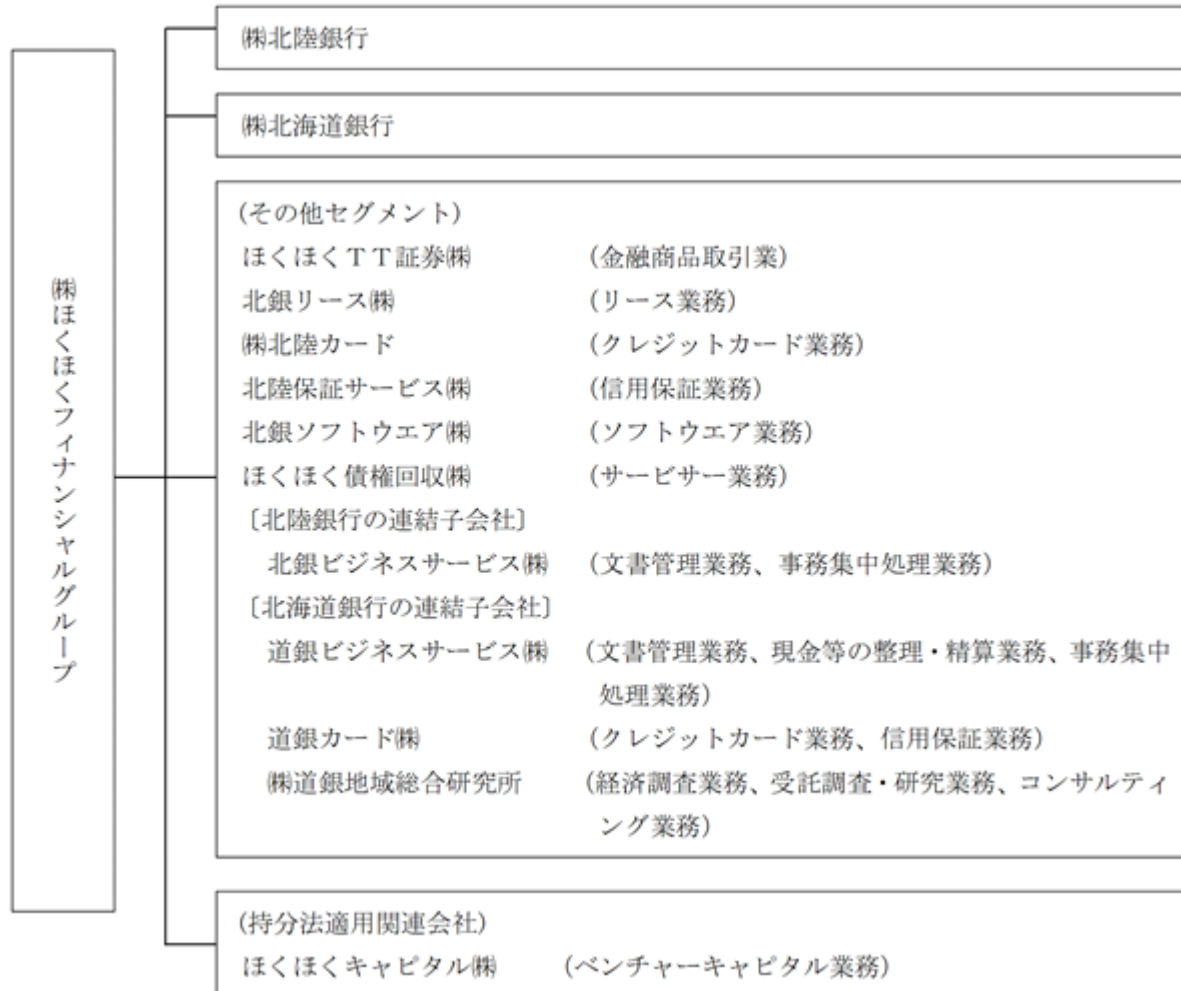 ㈱ほくほくフィナンシャルグループ
㈱北陸銀行
㈱北海道銀行
(その他セグメント)
ほくほくＴＴ証券㈱ (金融商品取引業)
北銀リース㈱ (リース業務)
㈱北陸カード (クレジットカード業務)
北陸保証サービス㈱ (信用保証業務)
北銀ソフトウエア㈱ (ソフトウエア業務)
ほくほく債権回収㈱ (サービサー業務)
〔北陸銀行の連結子会社〕
北銀ビジネスサービス㈱ (文書管理業務、事務集中処理業務)
〔北海道銀行の連結子会社〕
道銀ビジネスサービス㈱ (文書管理業務、現金等の整理・精算業務、事務集中
処理業務)
道銀カード㈱ (クレジットカード業務、信用保証業務)
㈱道銀地域総合研究所 (経済調査業務、受託調査・研究業務、コンサルティ
ング業務)
(持分法適用関連会社)
ほくほくキャピタル㈱ (ベンチャーキャピタル業務)